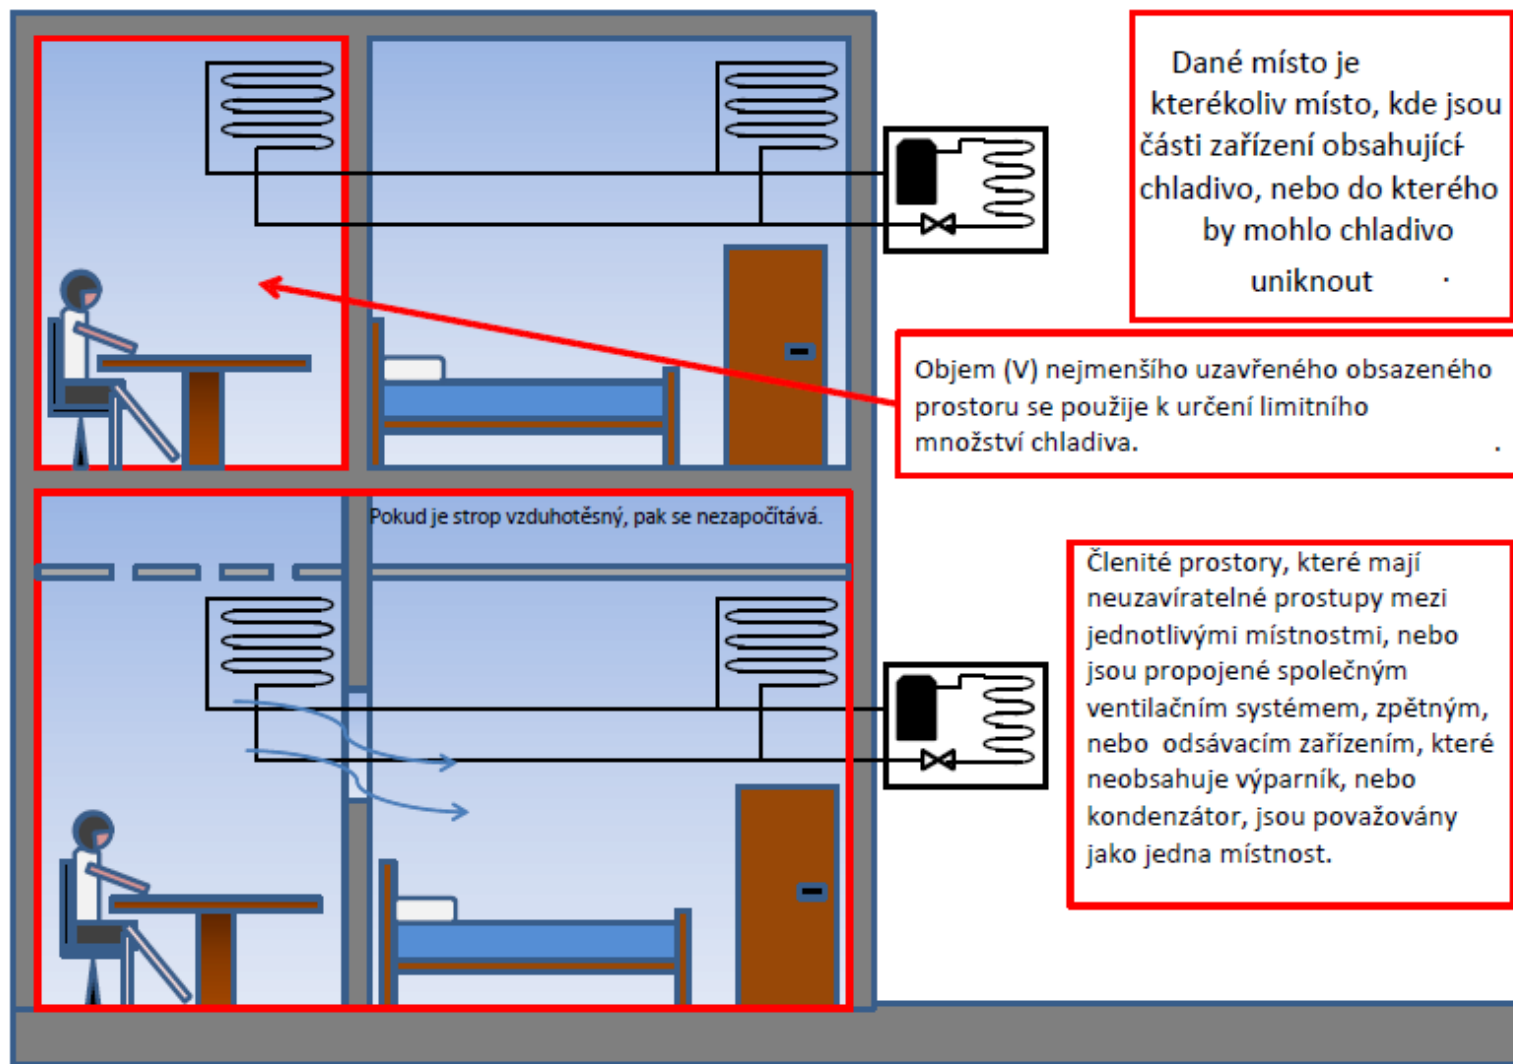 Dané místo je
kterékoliv místo, kde jsou
části zařízení obsahující
chladivo, nebo do kterého
by mohlo chladivo
uniknout .
Objem (V) nejmenšího uzavřeného obsazeného
prostoru se použije k určení limitního
množství chladiva. .
Pokud je strop vzduhotěsný, pak se nezapočítává.
Členité prostory, které mají
neuzavíratelné prostupy mezi
jednotlivými místnostmi, nebo
jsou propojené společným
ventilačním systémem, zpětným,
nebo odsávacím zařízením, které
neobsahuje výparník, nebo
kondenzátor, jsou považovány
jako jedna místnost.